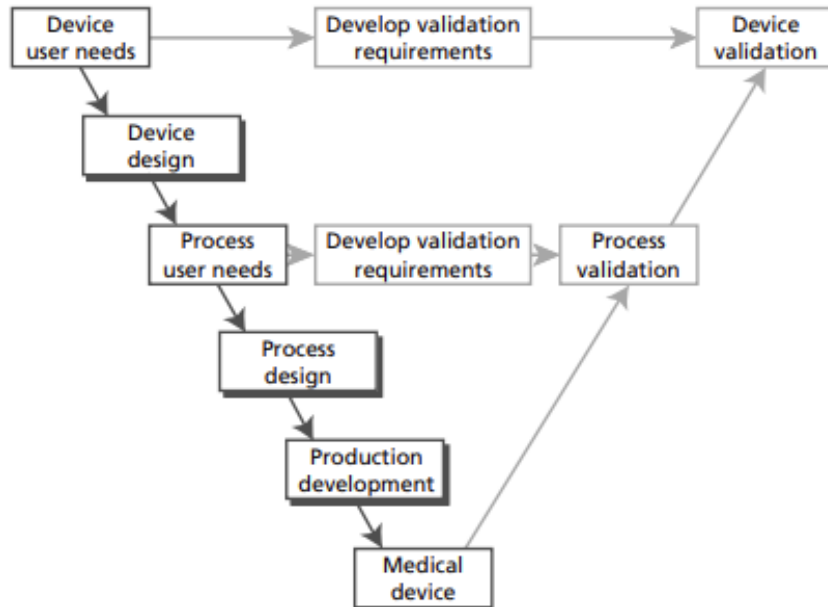 Device
user needs
Develop validation
requirements
Device
validation
Device
design
Process
user needs
Develop validation
requirements
Process
validation
Process
design
Production
development
Medical
device